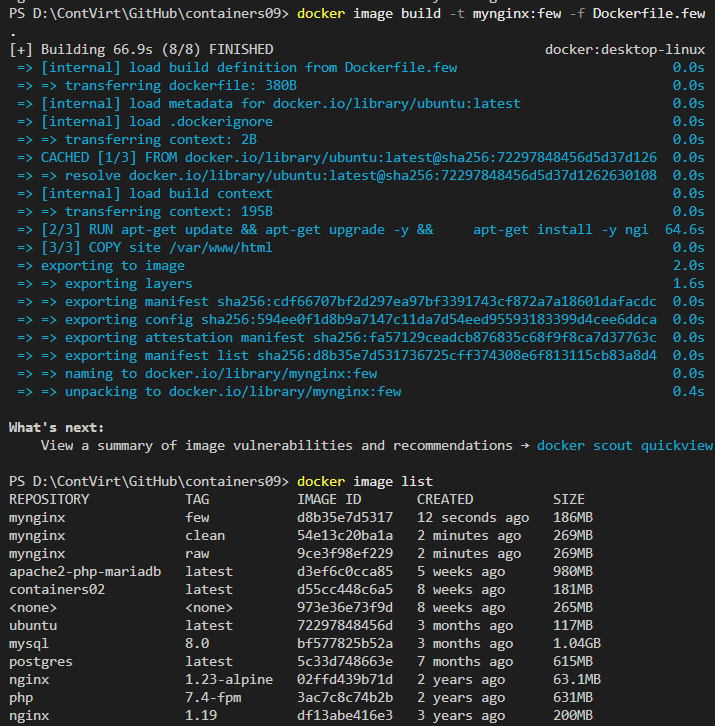 PS D:\ContVirt\GitHub\containers09> docker image build -t mynginx:few -f Dockerfile.few
.
[+] Building 66.9s (8/8) FINISHED docker:desktop-linux
=> [internal] load build definition from Dockerfile.few 0.0s
=> => transferring dockerfile: 380B 0.0s
=> [internal] load metadata for docker.io/library/ubuntu:latest 0.0s
=> [internal] load .dockerignore 0.0s
=> => transferring context: 2B 0.0s
=> CACHED [1/3] FROM docker.io/library/ubuntu:latest@sha256:72297848456d5d37d126 0.0s
=> => resolve docker.io/library/ubuntu:latest@sha256:72297848456d5d37d1262630108 0.0s
=> [internal] load build context 0.0s
=> => transferring context: 195B 0.0s
=> [2/3] RUN apt-get update && apt-get upgrade -y && apt-get install -y ngi 64.6s
=> [3/3] COPY site /var/www/html 0.0s
=> exporting to image 2.0s
=> => exporting layers 1.6s
=> => exporting manifest sha256:cdf66707bf2d297ea97bf3391743cf872a7a18601dafacdc 0.0s
=> => exporting config sha256:594ee0f1d8b9a7147c11da7d54eed95593183399d4cee6ddca 0.0s
=> => exporting attestation manifest sha256:fa57129ceadcb876835c68f9f8ca7d37763c 0.0s
=> => exporting manifest list sha256:d8b35e7d531736725cff374308e6f813115cb83a8d4 0.0s
=> => naming to docker.io/library/mynginx:few 0.0s
=> => unpacking to docker.io/library/mynginx:few 0.4s
What's next:
View a summary of image vulnerabilities and recommendations → docker scout quickview
PS D:\ContVirt\GitHub\containers09> docker image list
REPOSITORY TAG IMAGE ID CREATED SIZE
mynginx few d8b35e7d5317 12 seconds ago 186MB
mynginx clean 54e13c20ba1a 2 minutes ago 269MB
mynginx raw 9ce3f98ef229 2 minutes ago 269MB
apache2-php-mariadb latest d3ef6c0cca85 5 weeks ago 980MB
containers02 latest d55cc448c6a5 8 weeks ago 181MB
<none> <none> 973e36e73f9d 8 weeks ago 265MB
ubuntu latest 72297848456d 3 months ago 117MB
mysql 8.0 bf577825b52a 3 months ago 1.04GB
postgres latest 5c33d748663e 7 months ago 615MB
nginx 1.23-alpine 02ffd439b71d 2 years ago 63.1MB
php 7.4-fpm 3ac7c8c74b2b 2 years ago 631MB
nginx 1.19 df13abe416e3 3 years ago 200MB